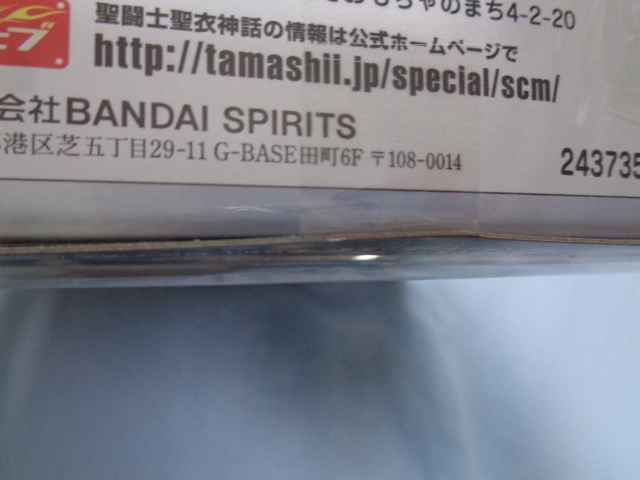 おもちゃのまち4-2-20
聖闘士聖衣神話の情報は公式ホームページで
http://tamashii.jp/special/scm/
会社BANDAI SPIRITS
港区芝五丁目29-11 G-BASE田町6F 〒108-0014
243735